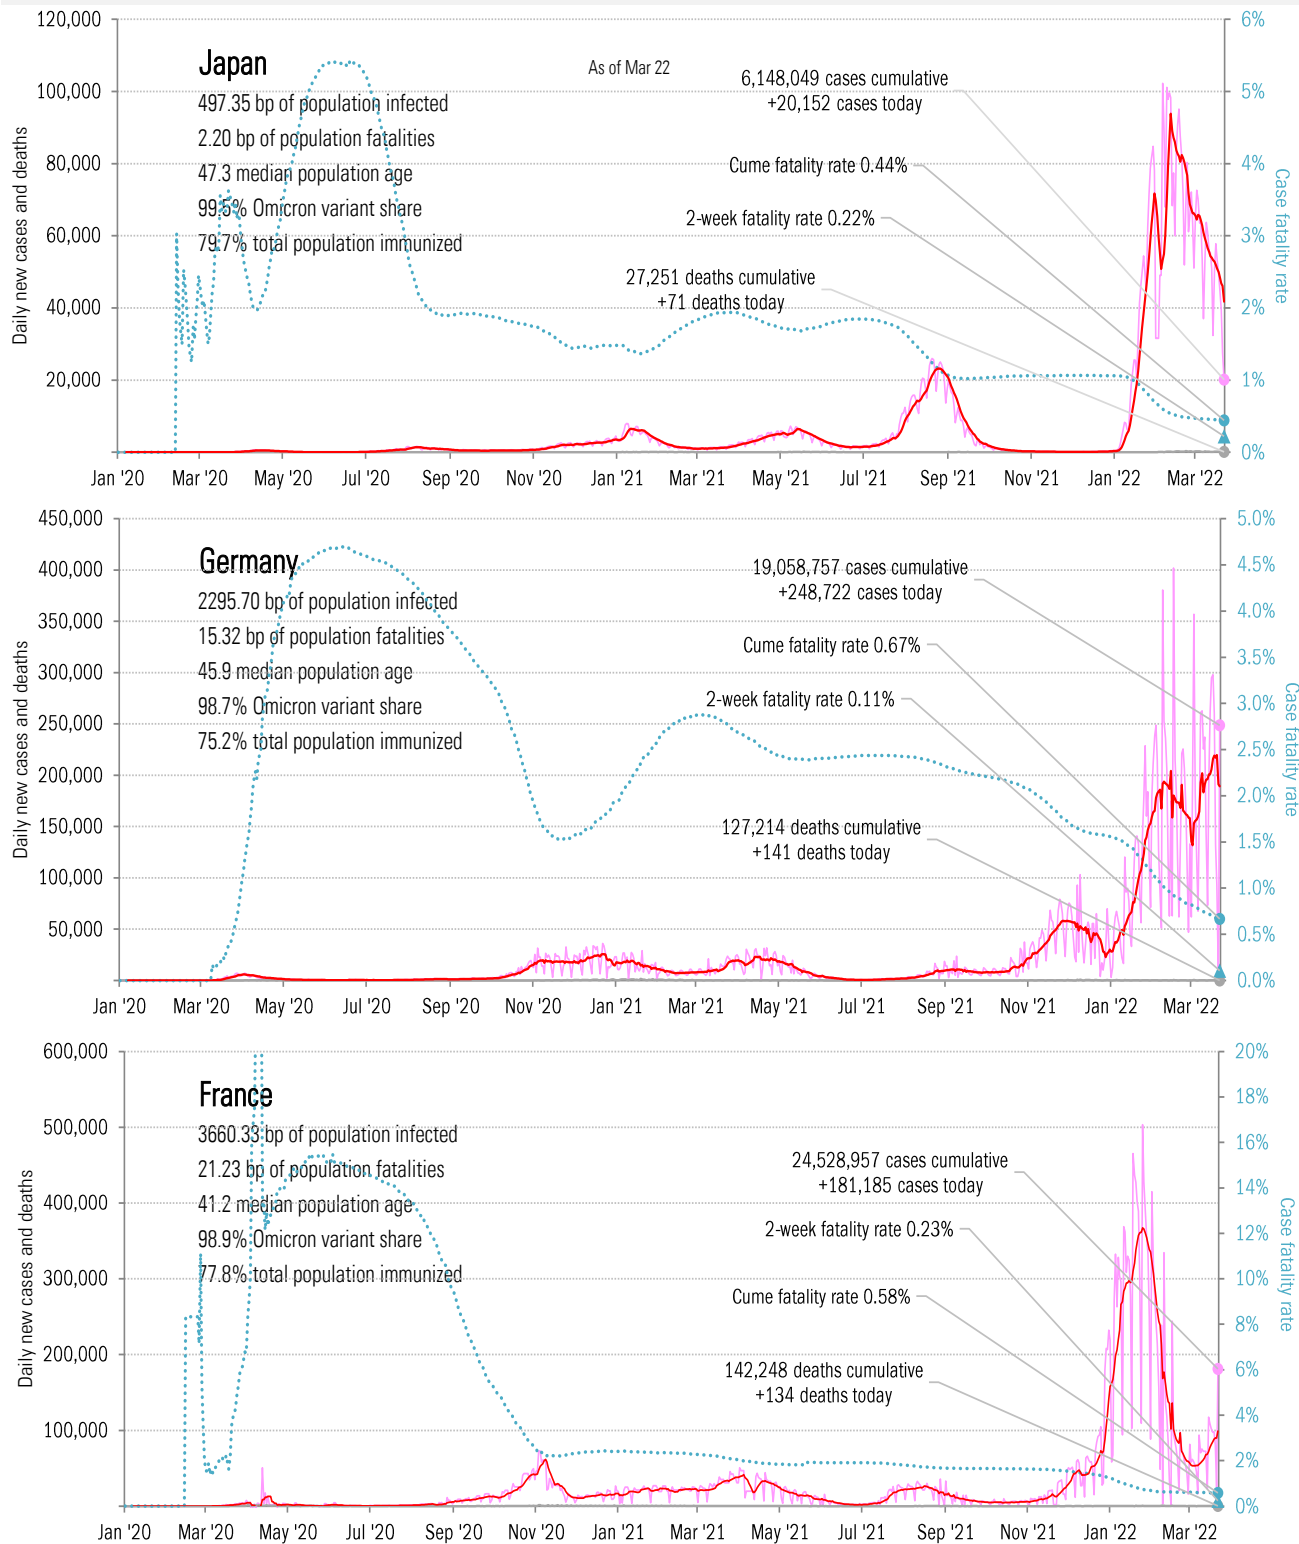 120,000
6%
Japan
As of Mar 22
6,148,049 cases cumulative
+20,152 cases today
100,000
5%
497.35 bp of population infected
2.20 bp of population fatalities
80,000
4%
47.3 median population age
Cume fatality rate 0.44%
99.5% Omicron variant share
2-week fatality rate 0.22%
60,000
3%
79.7% total population immunized
27,251 deaths cumulative
+71 deaths today
40,000
2%
20,000
1%
0%
Daily new cases and deaths
Case fatality rate
Jan '20 Mar '20 May '20 Jul '20 Sep '20 Nov '20 Jan '21 Mar '21 May '21 Jul '21 Sep '21 Nov '21 Jan '22 Mar '22
450,000
5.0%
Germany
400,000
4.5%
19,058,757 cases cumulative
+248,722 cases today
2295.70 bp of population infected
350,000
4.0%
15.32 bp of population fatalities
Cume fatality rate 0.67%
3.5%
300,000
45.9 median population age
2-week fatality rate 0.11%
98.7% Omicron variant share
3.0%
250,000
75.2% total population immunized
2.5%
200,000
2.0%
150,000
127,214 deaths cumulative
+141 deaths today
1.5%
100,000
1.0%
50,000
0.5%
0.0%
Daily new cases and deaths
Case fatality rate
Jan '20 Mar '20 May '20 Jul '20 Sep '20 Nov '20 Jan '21 Mar '21 May '21 Jul '21 Sep '21 Nov '21 Jan '22 Mar '22
600,000
20%
France
18%
500,000
3660.33 bp of population infected
16%
21.23 bp of population fatalities
24,528,957 cases cumulative
+181,185 cases today
14%
400,000
41.2 median population age
98.9% Omicron variant share
2-week fatality rate 0.23%
12%
77.8% total population immunized
300,000
10%
Cume fatality rate 0.58%
8%
200,000
6%
142,248 deaths cumulative
+134 deaths today
100,000
4%
2%
0%
Daily new cases and deaths
Case fatality rate
Jan '20 Mar '20 May '20 Jul '20 Sep '20 Nov '20 Jan '21 Mar '21 May '21 Jul '21 Sep '21 Nov '21 Jan '22 Mar '22